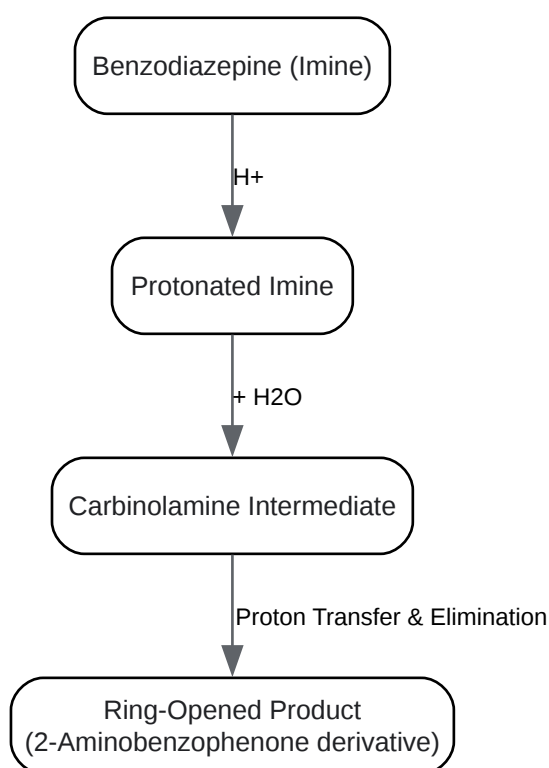 Benzodiazepine (Imine)
H+
Protonated Imine
+ H2O
Carbinolamine Intermediate
Proton Transfer & Elimination
Ring-Opened Product
(2-Aminobenzophenone derivative)